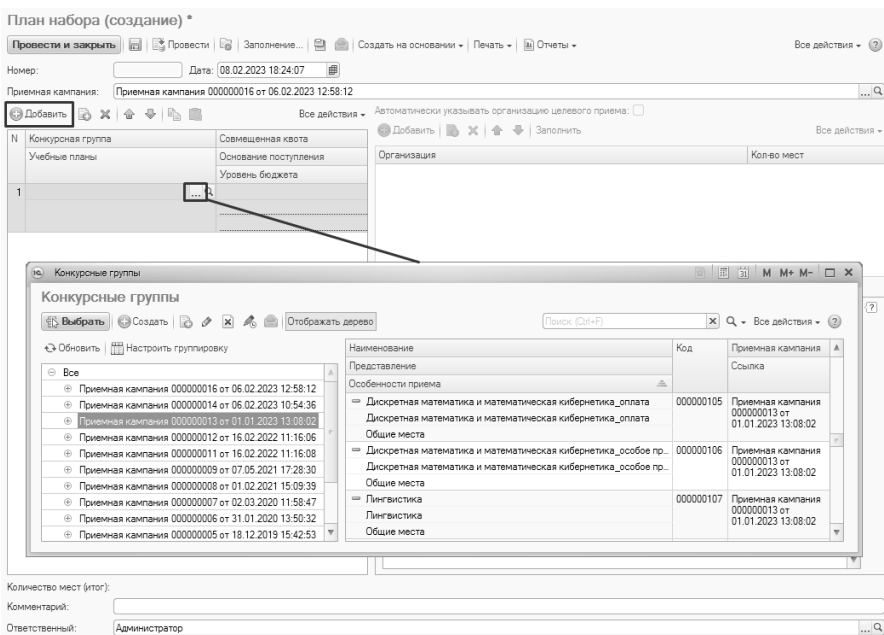 План набора (создание) *
Провести и закрыть Провести Заполнение... Создать на основании Печать Отчеты Все действия ?
Номер: Дата: 08.02.2023 18:24:07
Приемная кампания: Приемная кампания 000000016 от 06.02.2023 12:58:12 ...
Добавить Все действия Автоматически указывать организацию целевого приема:
Добавить Заполнить Все действия
N Конкурсная группа Совмещенная квота
Учебные планы Основание поступления Организация Кол-во мест
Уровень бюджета
1 ...
1С Конкурсные группы 31 M M+ M-
Конкурсные группы
Выбрать Создать Отображать дерево Поиск (Ctrl+F) Все действия ?
Обновить Настроить группировку
Наименование Код Приемная кампания
Представление Ссылка
Особенности приема
Все
Приемная кампания 000000016 от 06.02.2023 12:58:12
Приемная кампания 000000014 от 06.02.2023 10:54:36
Приемная кампания 000000013 от 01.01.2023 13:08:02
Приемная кампания 000000012 от 16.02.2022 11:16:06
Приемная кампания 000000011 от 16.02.2022 11:16:08
Приемная кампания 000000009 от 07.05.2021 17:28:30
Приемная кампания 000000008 от 01.02.2021 15:09:39
Приемная кампания 000000007 от 02.03.2020 11:58:47
Приемная кампания 000000006 от 31.01.2020 13:50:32
Приемная кампания 000000005 от 18.12.2019 15:42:53
Дискретная математика и математическая кибернетика_оплата 000000105 Приемная кампания
Дискретная математика и математическая кибернетика_оплата 000000013 от
Общие места 01.01.2023 13:08:02
Дискретная математика и математическая кибернетика_особое пр... 000000106 Приемная кампания
Дискретная математика и математическая кибернетика_особое пр... 000000013 от
Общие места 01.01.2023 13:08:02
Лингвистика 000000107 Приемная кампания
Лингвистика 000000013 от
Общие места 01.01.2023 13:08:02
?
Количество мест (итог):
Комментарий:
Ответственный: Администратор ...